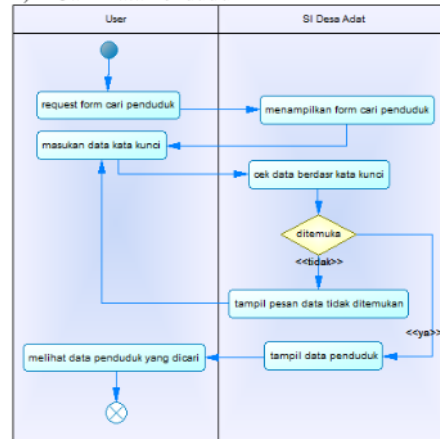 User
SI Desa Adat
request form cari penduduk
menampilkan form cari penduduk
masukan data kata kunci
cek data berdasr kata kunci
ditemuka
<<tidak>>
tampil pesan data tidak ditemukan
<<ya>>
melihat data penduduk yang dicari
tampil data penduduk